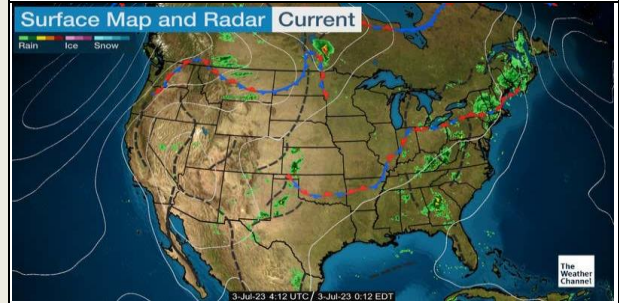 Surface Map and Radar Current
Rain Ice Snow
The
Weather
Channel
3-Jul-23 4:12 UTC / 3-Jul-23 0:12 EDT